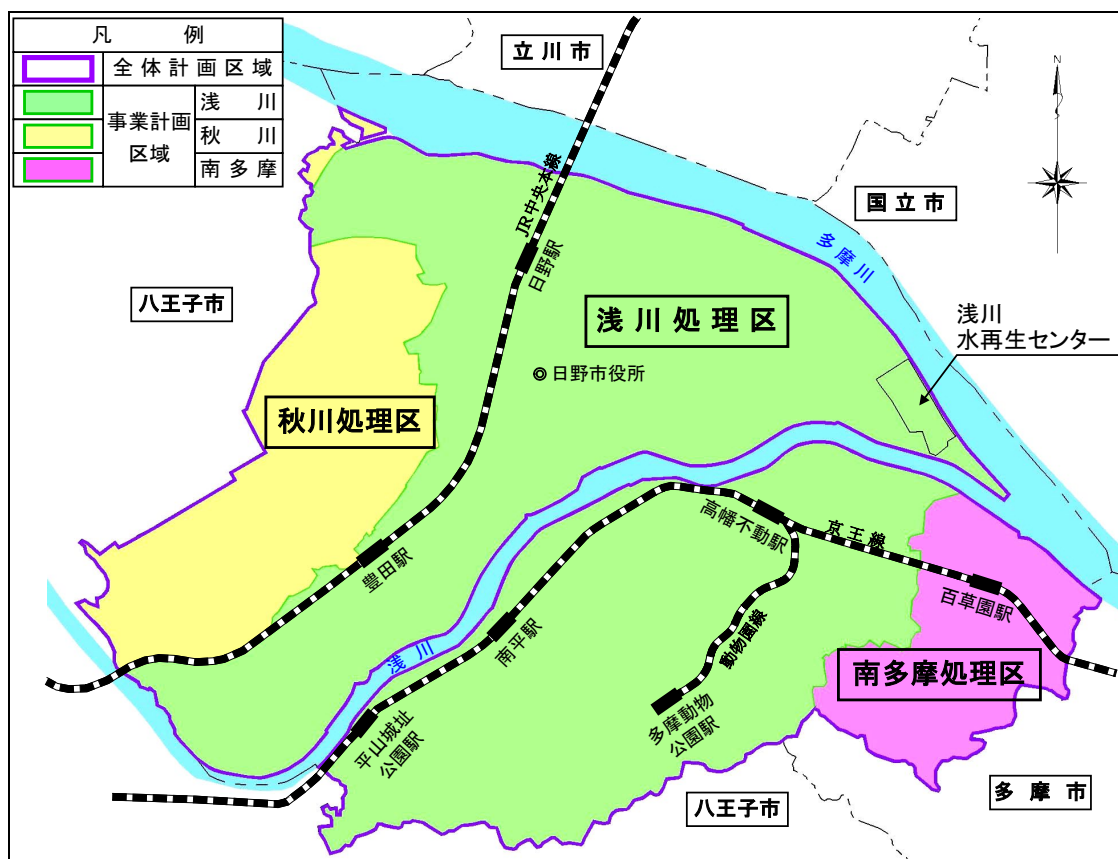 凡例
全体計画区域
事業計画
区域
浅川
秋川
南多摩
立川市
N
JR中央本線
国立市
多摩川
日野駅
八王子市
浅川処理区
浅川
水再生センター
日野市役所
秋川処理区
高幡不動駅
京王線
豊田駅
百草園駅
南平駅
動物園線
浅川
南多摩処理区
多摩動物
公園駅
平山城址
公園駅
八王子市
多摩市